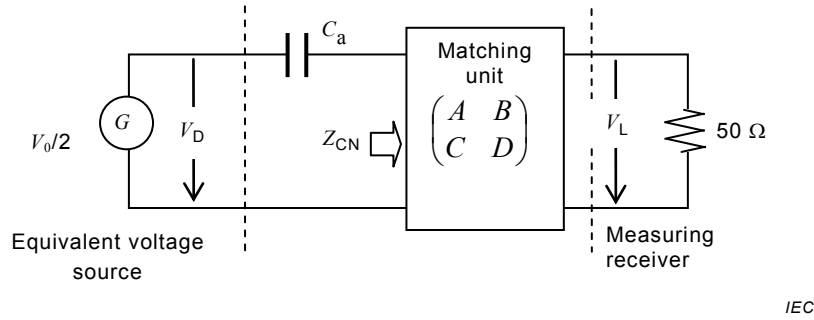 C_a
Matching
unit
G
V_0/2
V_D
Z_CN
A B
C D
V_L
50 Ω
Equivalent voltage
source
Measuring
receiver
IEC